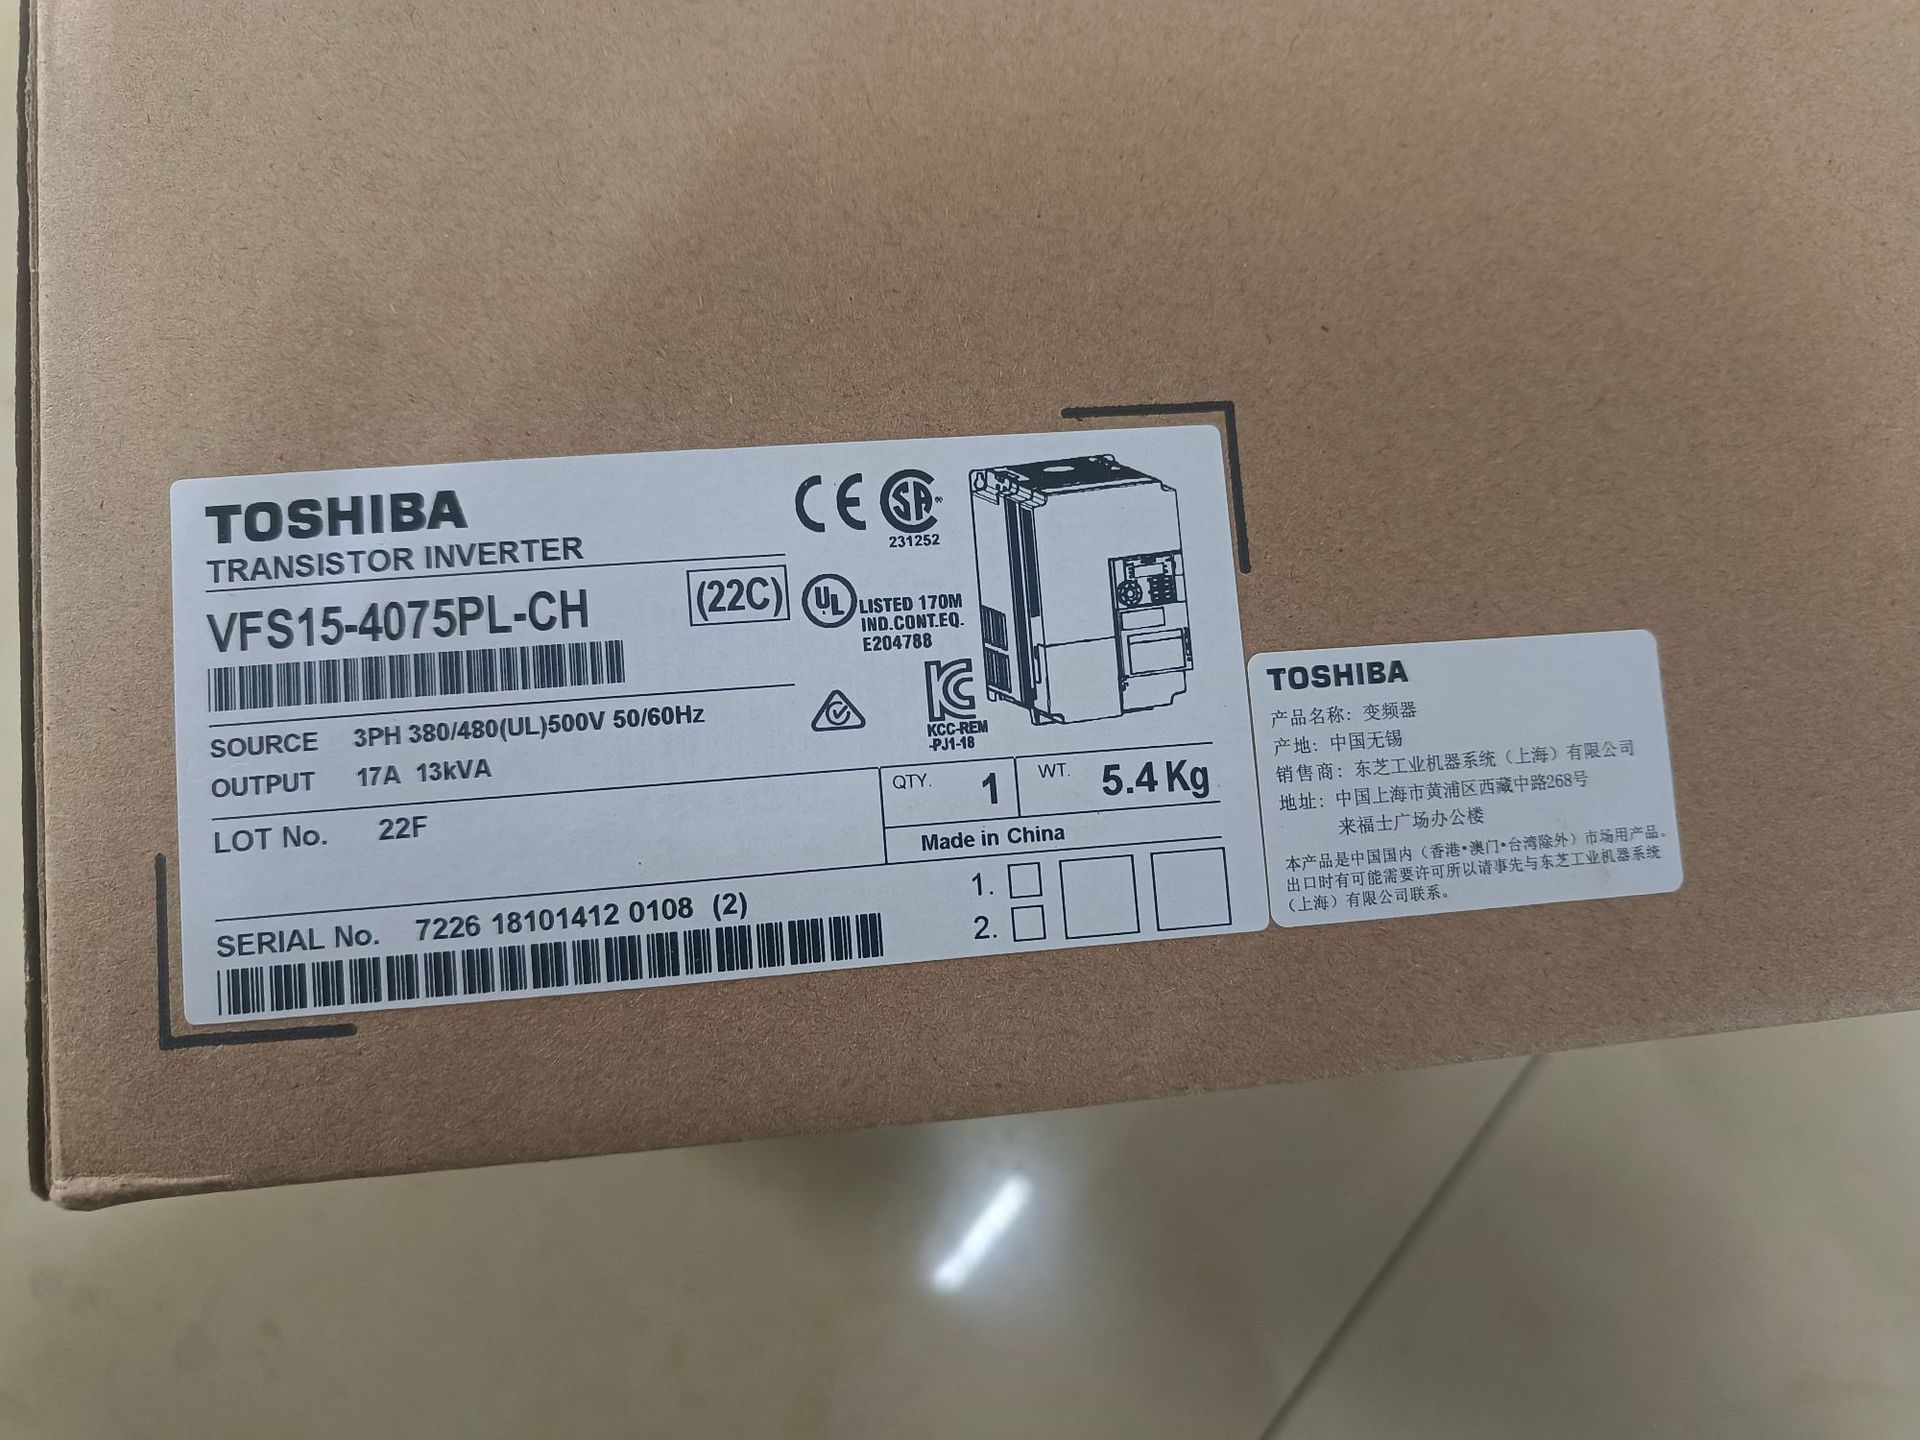 TOSHIBA
TRANSISTOR INVERTER
VFS15-4075PL-CH
(22C)
SOURCE 3PH 380/480(UL)500V 50/60Hz
OUTPUT 17A 13kVA
LOT No. 22F
SERIAL No. 7226 18101412 0108 (2)
CE
SA
231252
UL
LISTED 170M
IND.CONT.EQ.
E204788
KC
KCC-REM
-PJ1-18
QTY. 1
WT. 5.4 Kg
Made in China
1.
2.
TOSHIBA
产品名称: 变频器
产地: 中国无锡
销售商: 东芝工业机器系统（上海）有限公司
地址: 中国上海市黄浦区西藏中路268号
来福士广场办公楼
本产品是中国国内（香港•澳门•台湾除外）市场用产品。
出口时有可能需要许可所以请事先与东芝工业机器系统
（上海）有限公司联系。